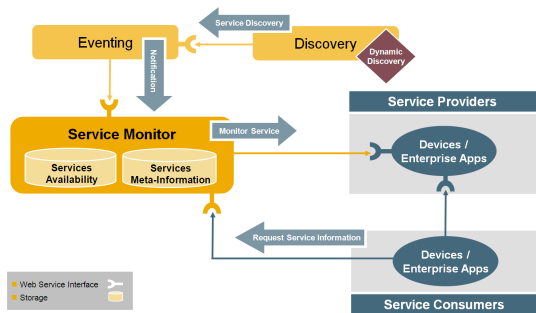 Service Discovery
Eventing
Discovery
Dynamic
Discovery
Notification
Service Providers
Service Monitor
Monitor Service
Services
Availability
Services
Meta-Information
Devices /
Enterprise Apps
Request Service Information
Devices /
Enterprise Apps
Web Service Interface
Storage
Service Consumers